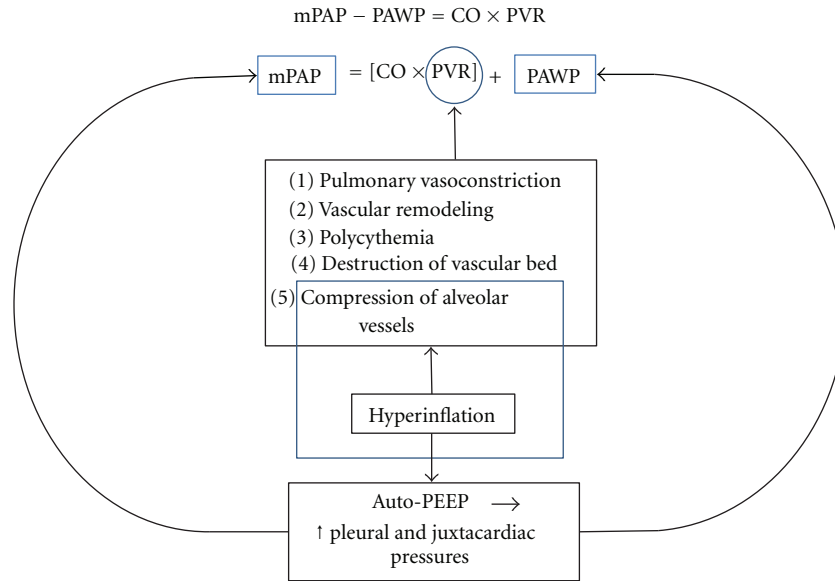 mPAP − PAWP = CO × PVR
mPAP = [CO × PVR] + PAWP
(1) Pulmonary vasoconstriction
(2) Vascular remodeling
(3) Polycythemia
(4) Destruction of vascular bed
(5) Compression of alveolar
vessels
Hyperinflation
Auto-PEEP →
↑ pleural and juxtacardiac
pressures